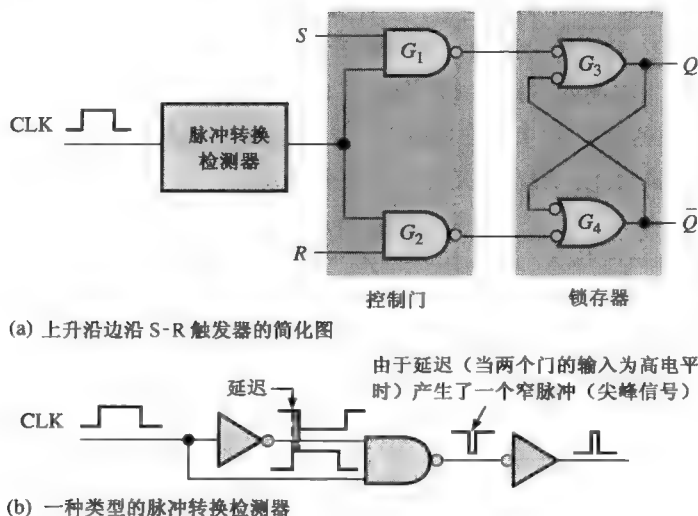 S
G₁
G₃
Q
CLK
脉冲转换
检测器
R
G₂
G₄
Q̄
控制门
锁存器
(a) 上升沿边沿 S-R 触发器的简化图
由于延迟（当两个门的输入为高电平
时）产生了一个窄脉冲（尖峰信号）
延迟
CLK
(b) 一种类型的脉冲转换检测器